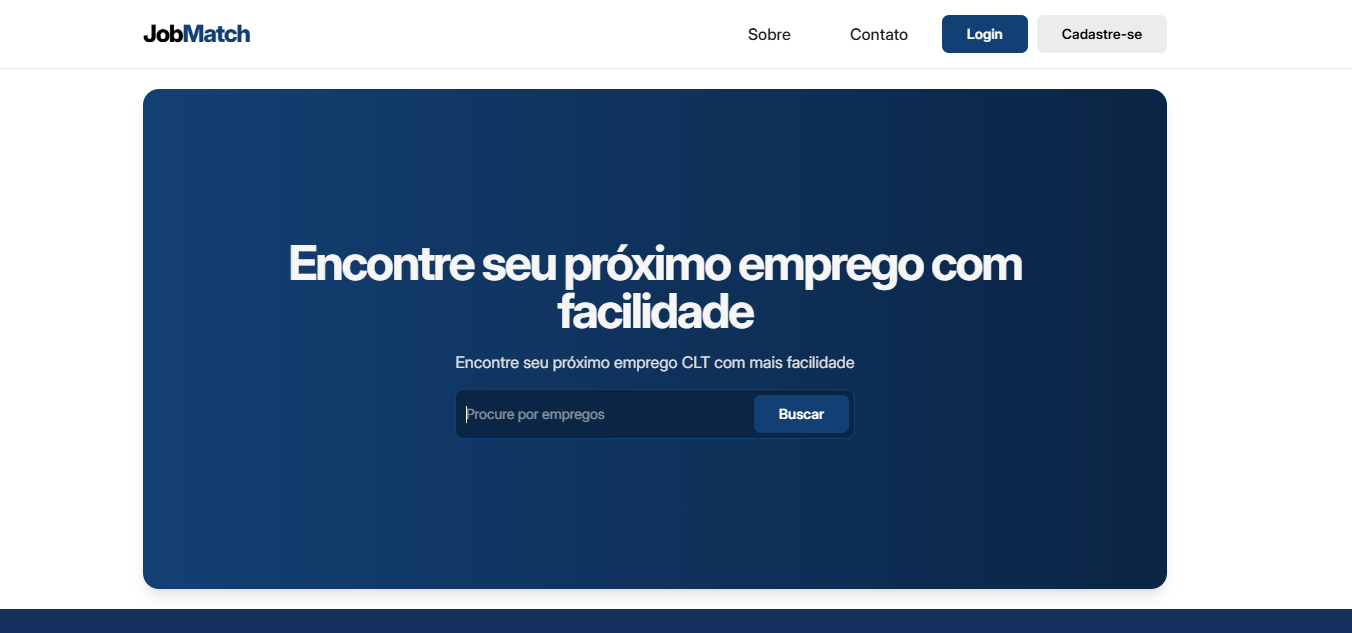 JobMatch
Sobre
Contato
Login
Cadastre-se
Encontre seu próximo emprego com
facilidade
Encontre seu próximo emprego CLT com mais facilidade
Procure por empregos
Buscar